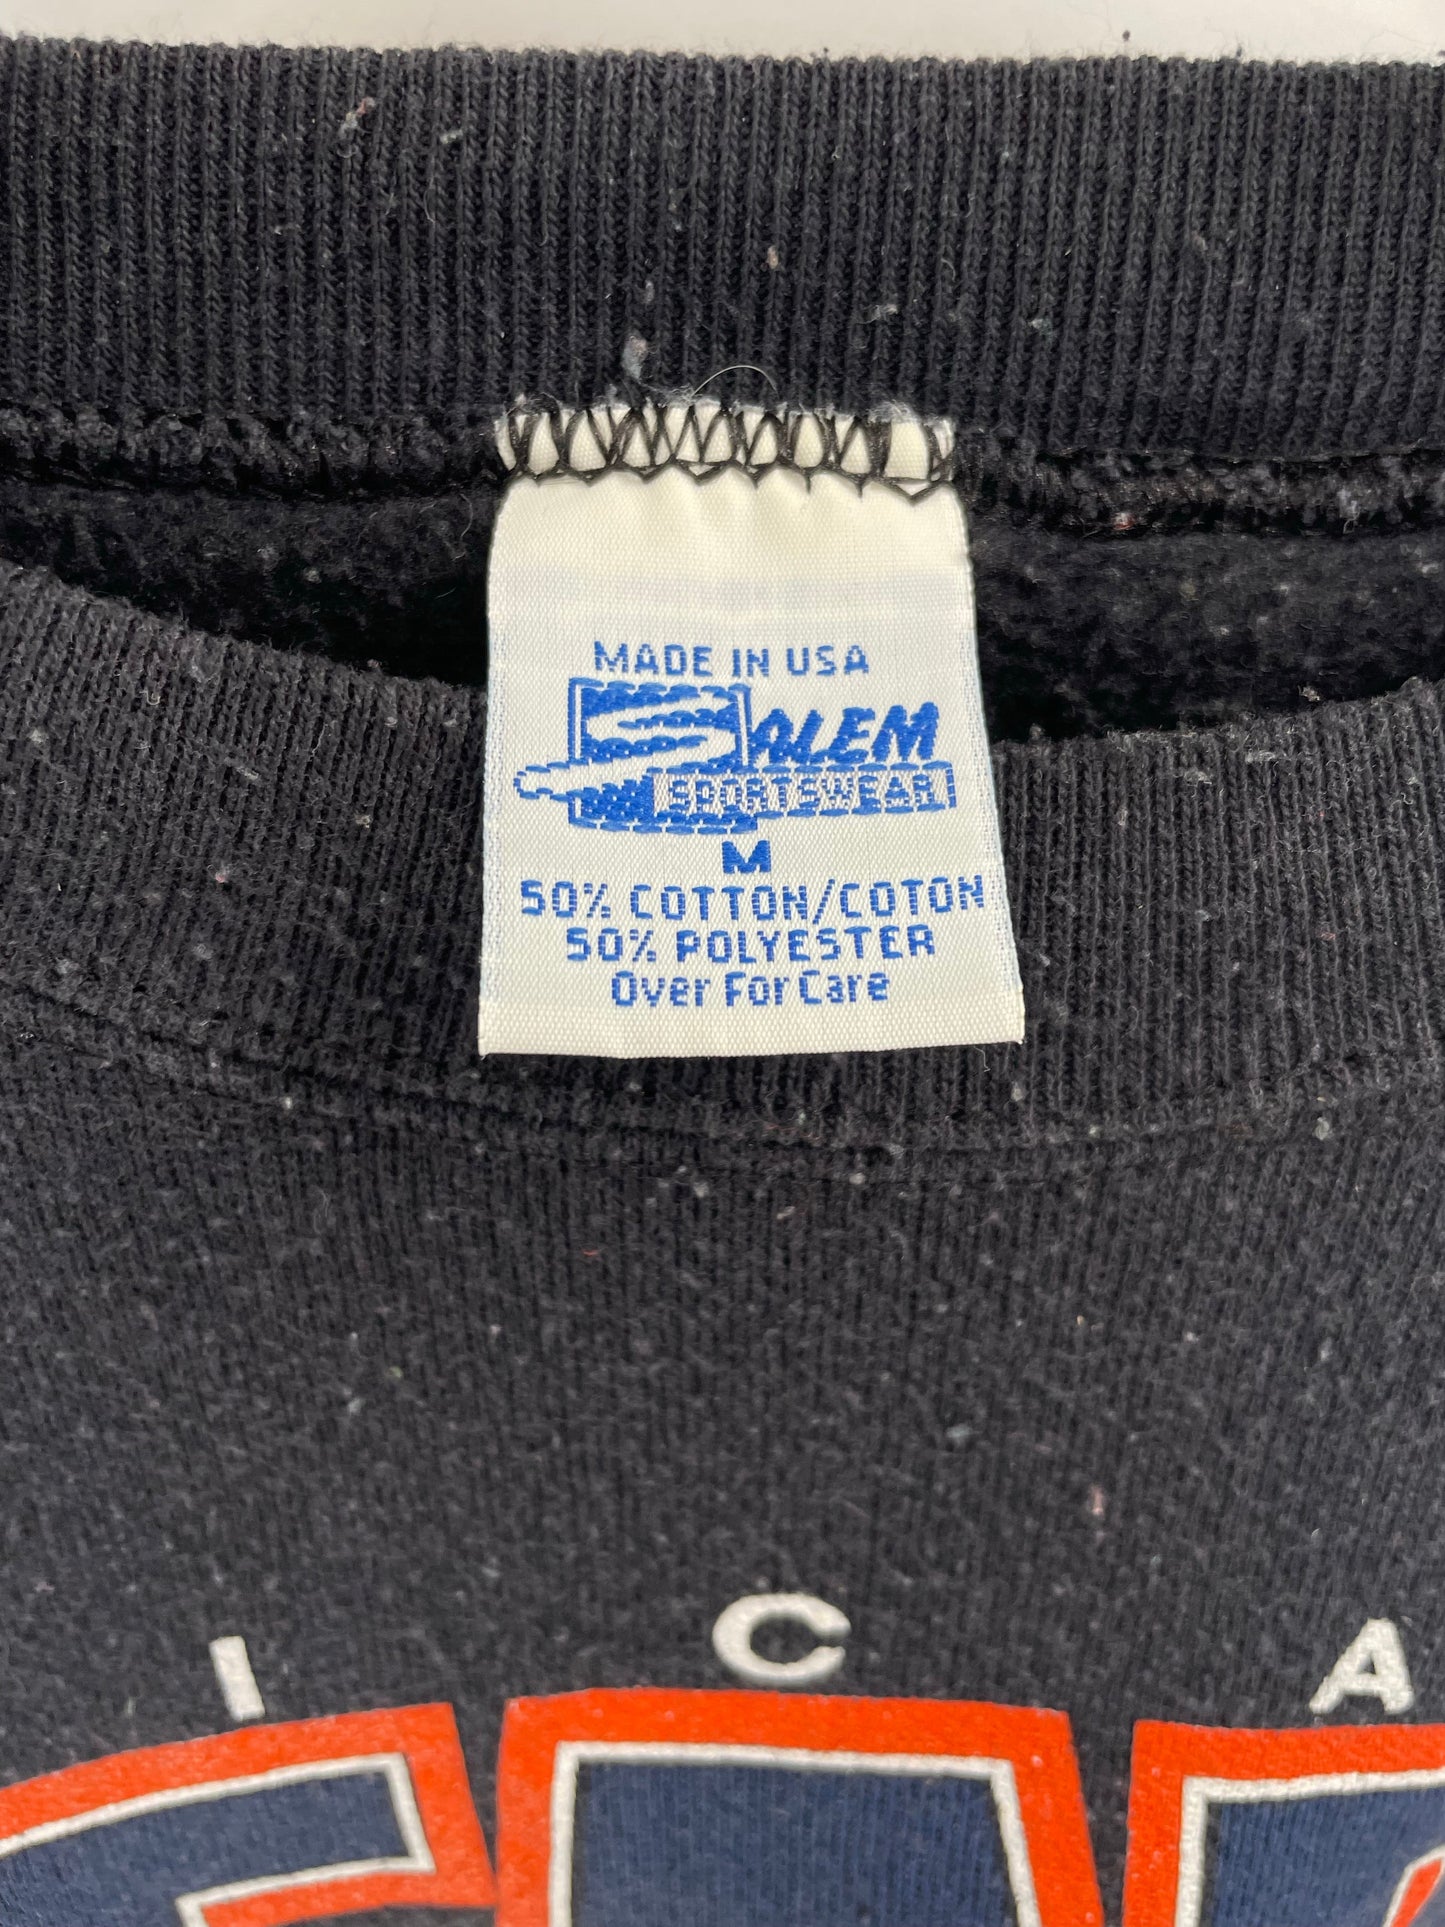 MADE IN USA
SALEM
SPORTSWEAR
M
50% COTTON/COTON
50% POLYESTER
Over For Care
I C A